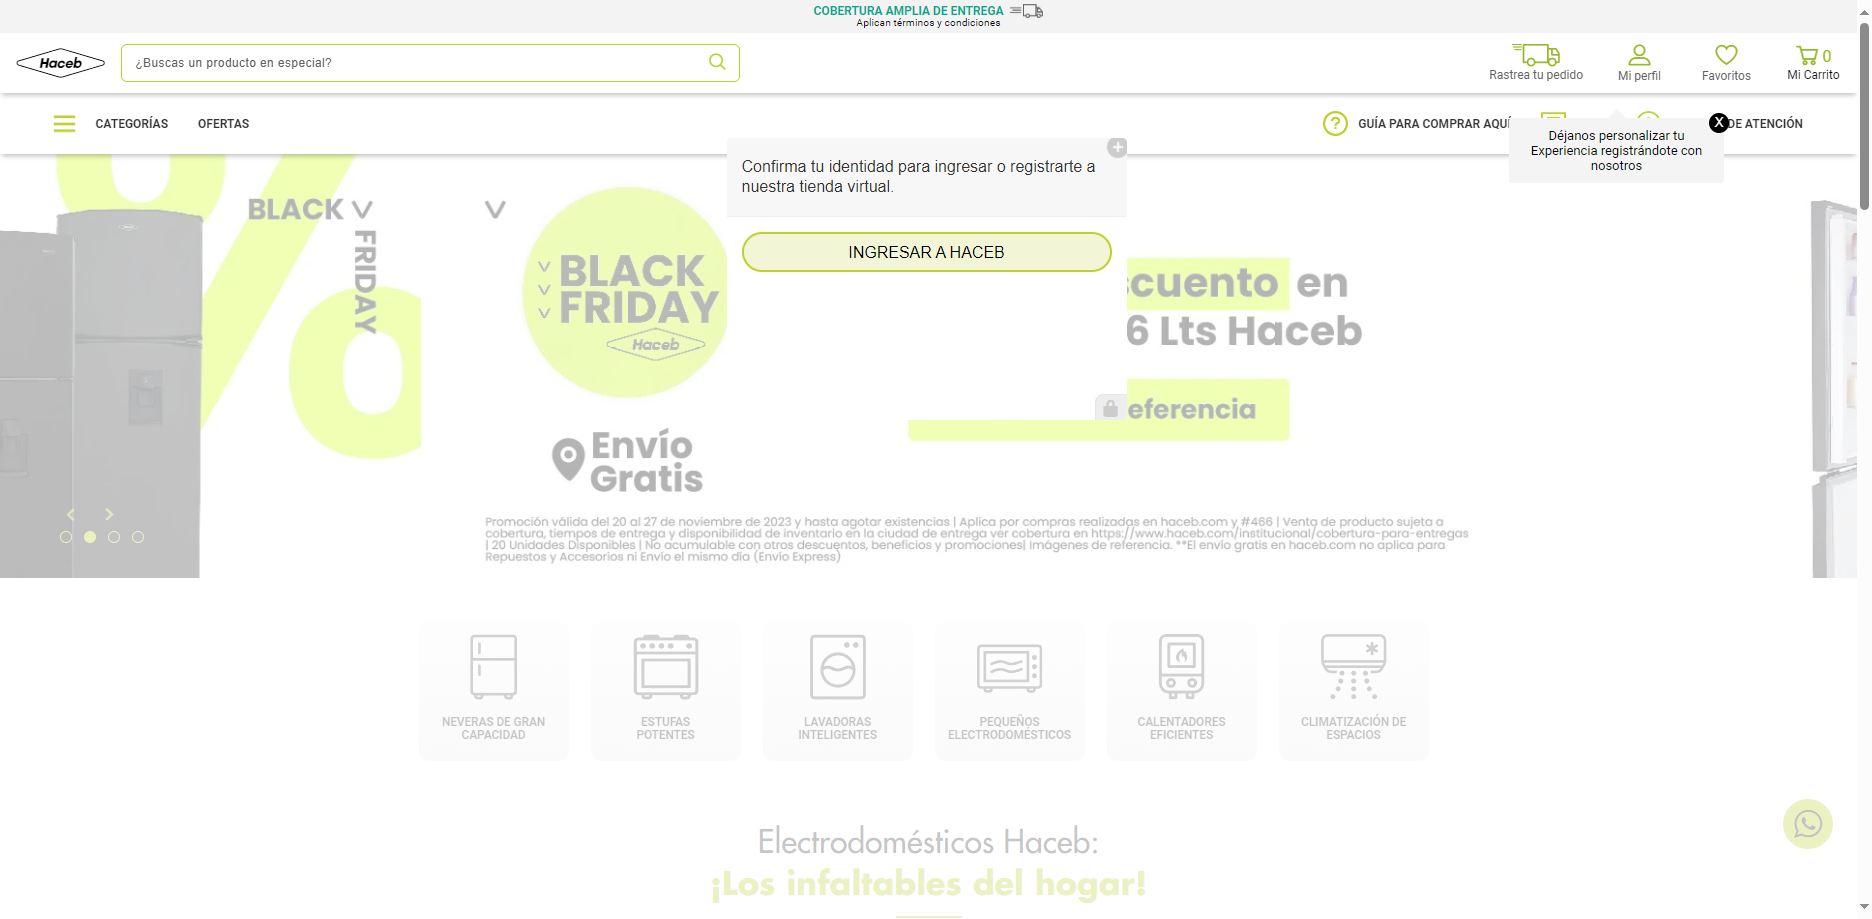 COBERTURA AMPLIA DE ENTREGA
Aplican términos y condiciones
Haceb
¿Buscas un producto en especial?
Rastrea tu pedido
Mi perfil
Favoritos
0
Mi Carrito
CATEGORÍAS
OFERTAS
GUÍA PARA COMPRAR AQUÍ
DE ATENCIÓN
X
Déjanos personalizar tu
Experiencia registrándote con
nosotros
Confirma tu identidad para ingresar o registrarte a
nuestra tienda virtual.
INGRESAR A HACEB
%
BLACK
FRIDAY
BLACK
FRIDAY
Haceb
Envío
Gratis
scuento en
6 Lts Haceb
eferencia
Promoción válida del 20 al 27 de noviembre de 2023 y hasta agotar existencias | Aplica por compras realizadas en haceb.com y #466 | Venta de producto sujeta a
cobertura, tiempos de entrega y disponibilidad de inventario en la ciudad de entrega ver cobertura en https://www.haceb.com/institucional/cobertura-para-entregas
| 20 Unidades Disponibles | No acumulable con otros descuentos, beneficios y promociones| Imágenes de referencia. **El envío gratis en haceb.com no aplica para
Repuestos y Accesorios ni Envío el mismo día (Envío Express)
NEVERAS DE GRAN
CAPACIDAD
ESTUFAS
POTENTES
LAVADORAS
INTELIGENTES
PEQUEÑOS
ELECTRODOMÉSTICOS
CALENTADORES
EFICIENTES
CLIMATIZACIÓN DE
ESPACIOS
Electrodomésticos Haceb:
¡Los infaltables del hogar!